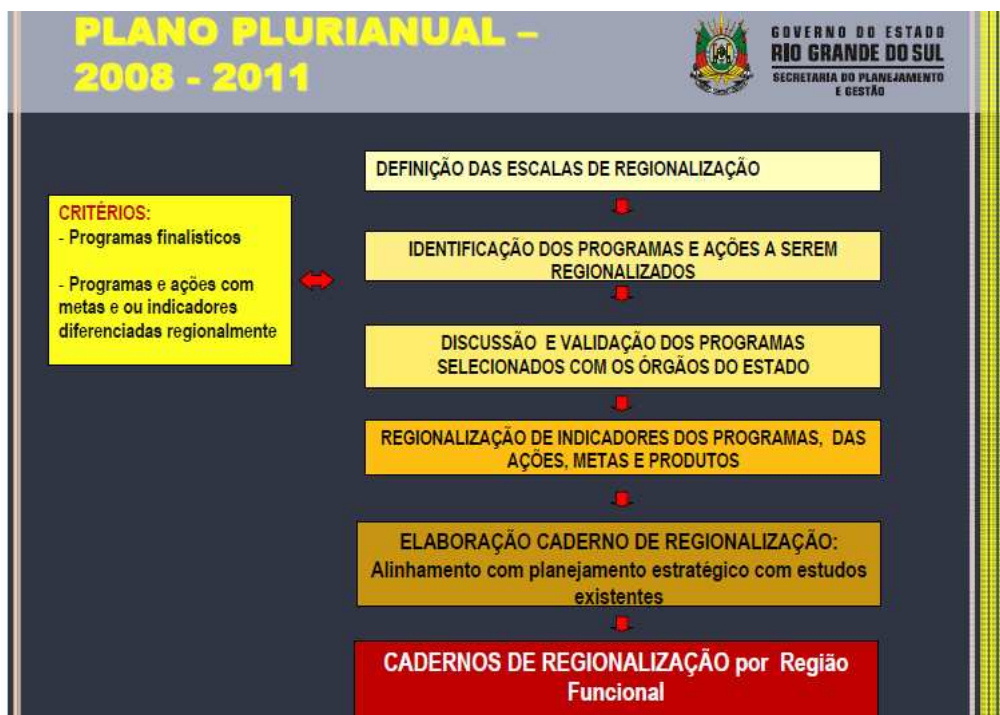 PLANO PLURIANUAL –
2008 - 2011
GOVERNO DO ESTADO
RIO GRANDE DO SUL
SECRETARIA DO PLANEJAMENTO
E GESTÃO
DEFINIÇÃO DAS ESCALAS DE REGIONALIZAÇÃO
CRITÉRIOS:
- Programas finalísticos
- Programas e ações com
metas e ou indicadores
diferenciadas regionalmente
IDENTIFICAÇÃO DOS PROGRAMAS E AÇÕES A SEREM
REGIONALIZADOS
DISCUSSÃO E VALIDAÇÃO DOS PROGRAMAS
SELECIONADOS COM OS ÓRGÃOS DO ESTADO
REGIONALIZAÇÃO DE INDICADORES DOS PROGRAMAS, DAS
AÇÕES, METAS E PRODUTOS
ELABORAÇÃO CADERNO DE REGIONALIZAÇÃO:
Alinhamento com planejamento estratégico com estudos
existentes
CADERNOS DE REGIONALIZAÇÃO por Região
Funcional